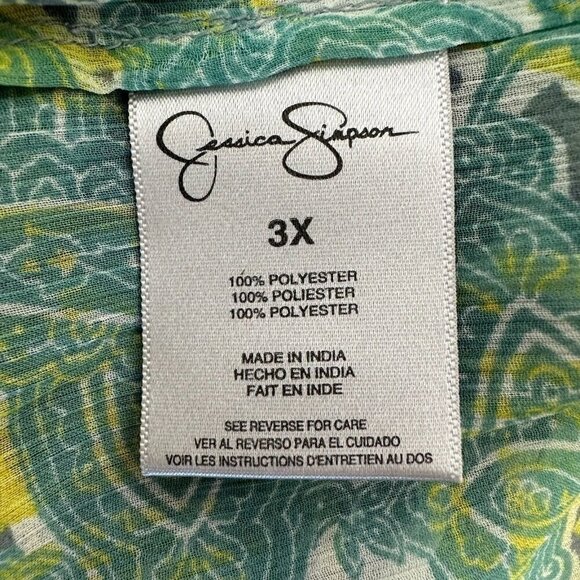 Jessica Simpson
3X
100% POLYESTER
100% POLIESTER
100% POLYESTER
MADE IN INDIA
HECHO EN INDIA
FAIT EN INDE
SEE REVERSE FOR CARE
VER AL REVERSO PARA EL CUIDADO
VOIR LES INSTRUCTIONS D'ENTRETIEN AU DOS